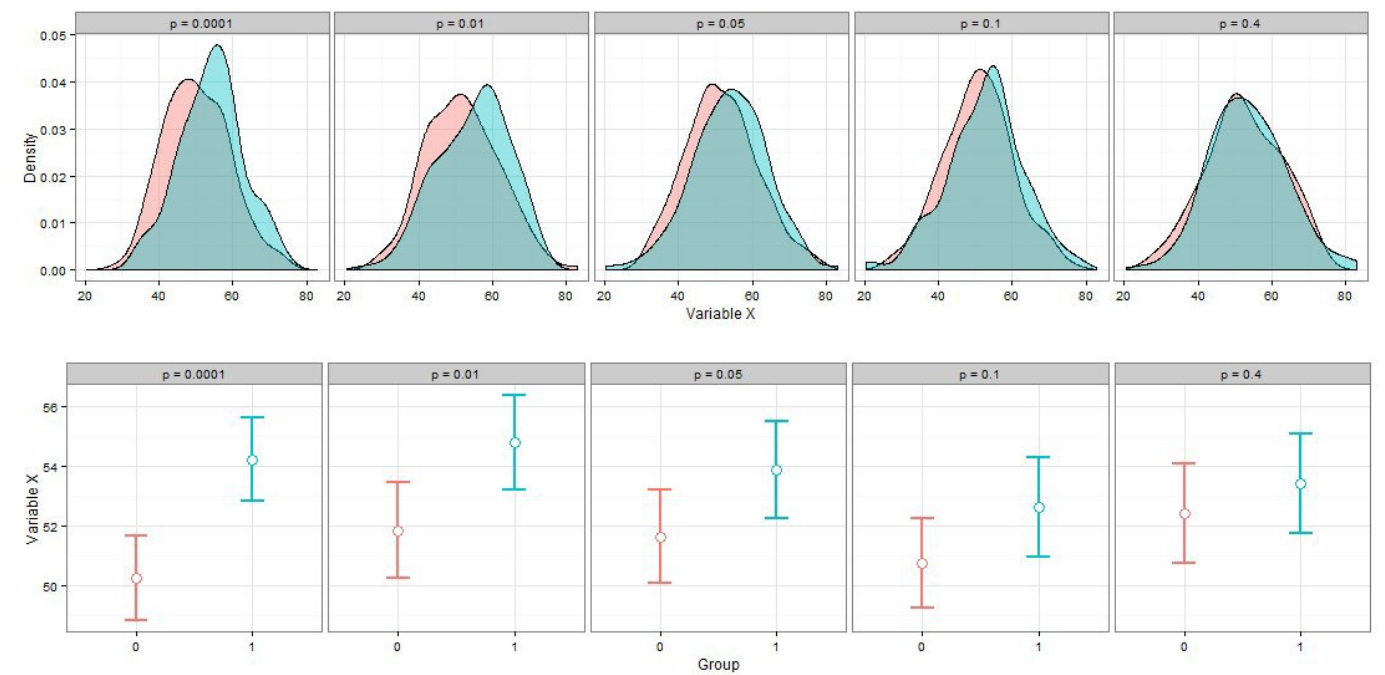 p = 0.0001 p = 0.01 p = 0.05 p = 0.1 p = 0.4
0.05
0.04
0.03
0.02
0.01
0.00
Density
20 40 60 80 20 40 60 80 20 40 60 80 20 40 60 80 20 40 60 80
Variable X
p = 0.0001 p = 0.01 p = 0.05 p = 0.1 p = 0.4
56
54
52
50
Variable X
0 1 0 1 0 1 0 1 0 1
Group